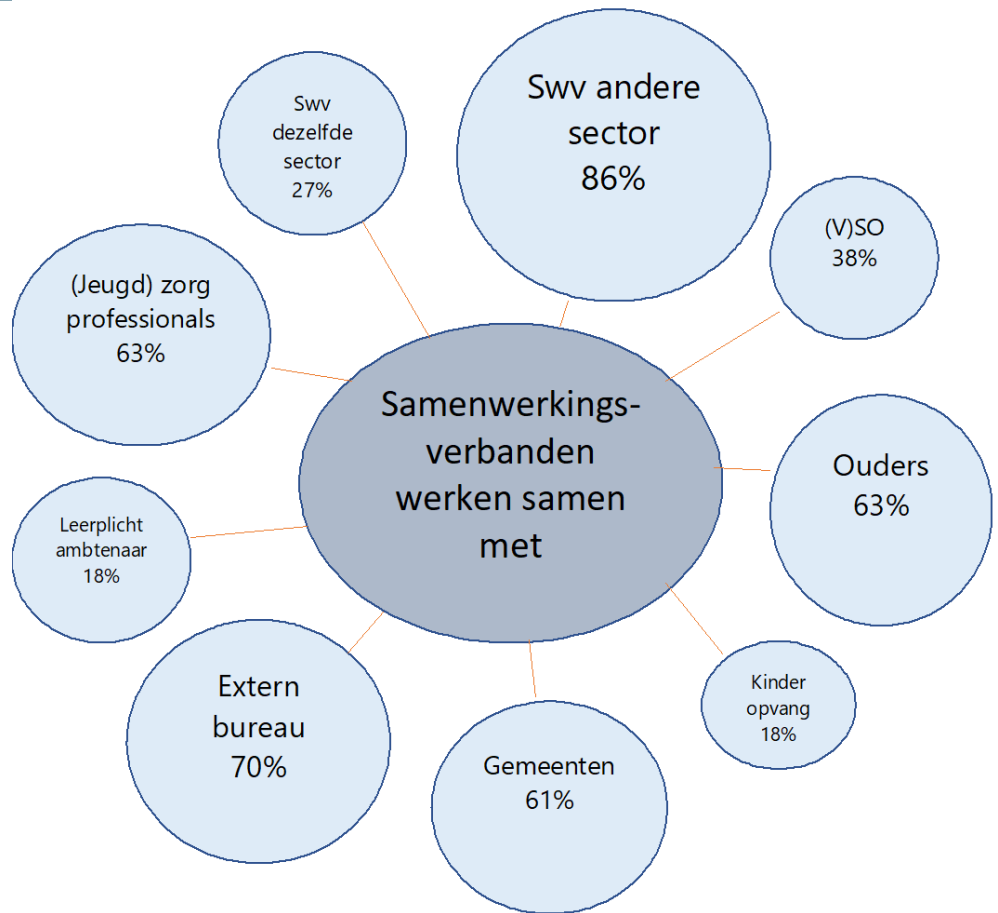 Swv andere
sector
86%
Swv
dezelfde
sector
27%
(V)SO
38%
(Jeugd) zorg
professionals
63%
Samenwerkings-
verbanden
werken samen
met
Ouders
63%
Leerplicht
ambtenaar
18%
Extern
bureau
70%
Gemeenten
61%
Kinder
opvang
18%